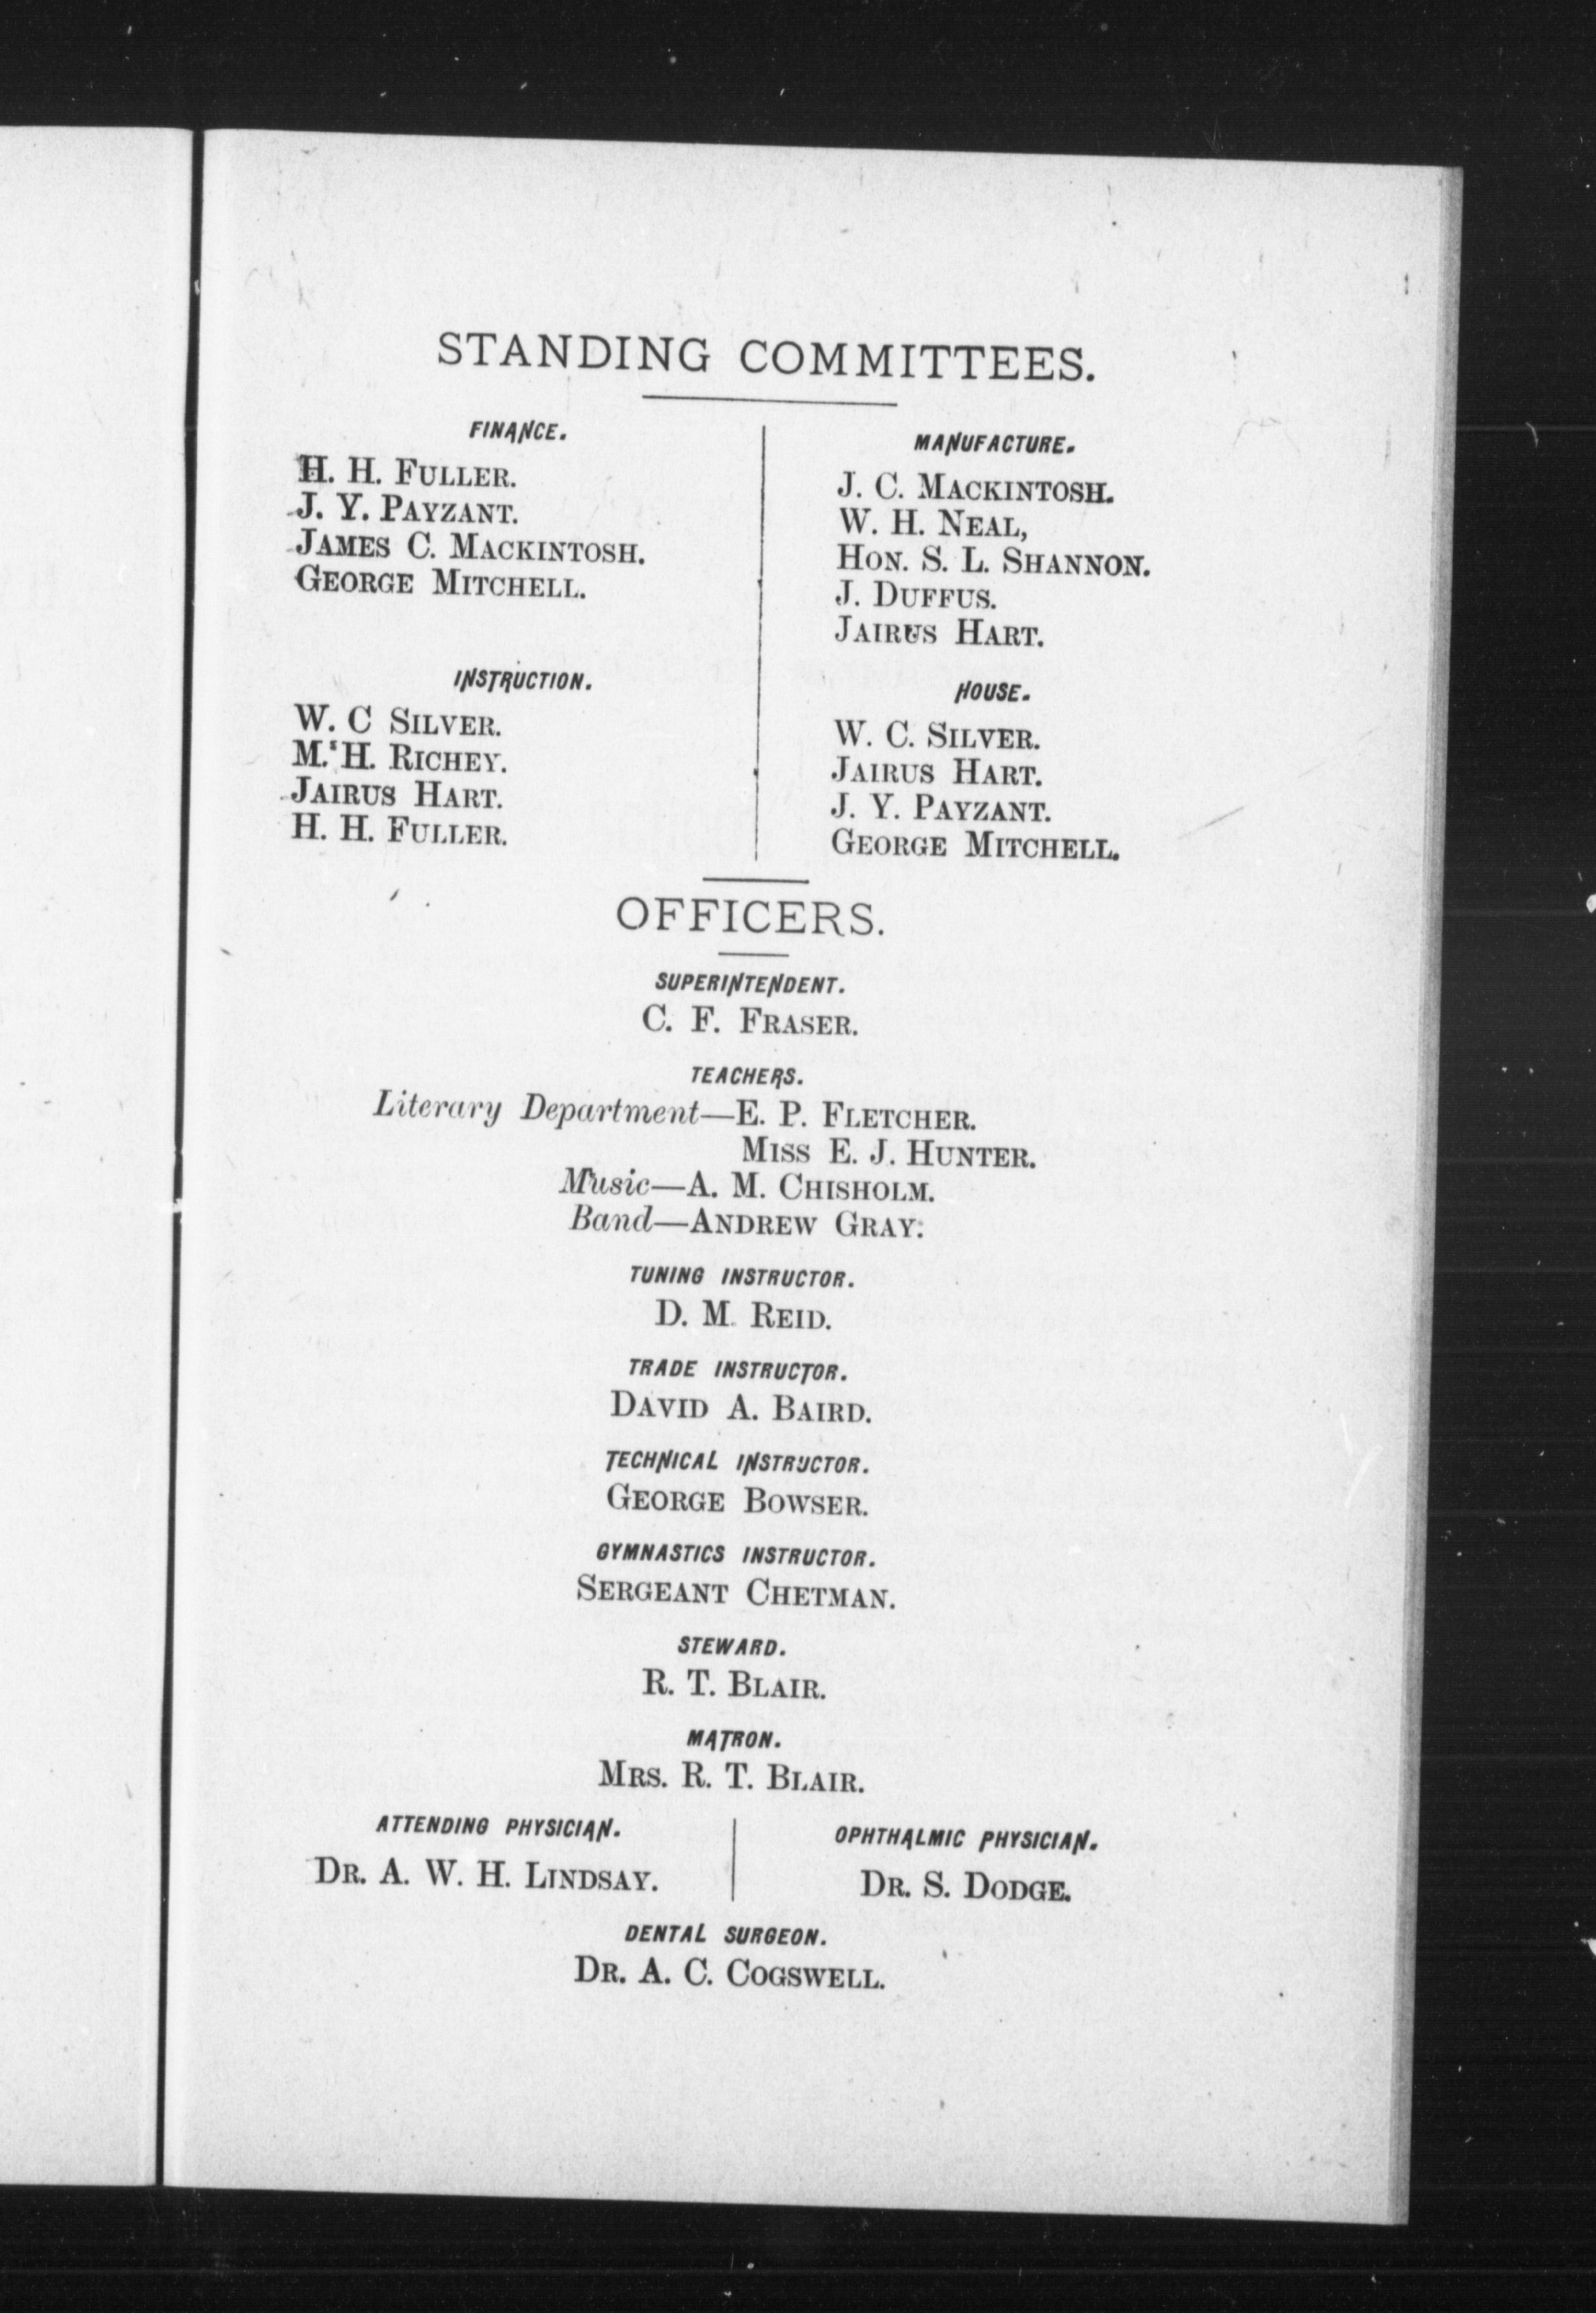 STANDING COMMITTEES.
FINANCE.
H. H. FULLER.
J. Y. PAYZANT.
JAMES C. MACKINTOSH.
GEORGE MITCHELL.
MANUFACTURE.
J. C. MACKINTOSH.
W. H. NEAL,
HON. S. L. SHANNON.
J. DUFFUS.
JAIRUS HART.
INSTRUCTION.
W. C SILVER.
M. H. RICHEY.
JAIRUS HART.
H. H. FULLER.
HOUSE.
W. C. SILVER.
JAIRUS HART.
J. Y. PAYZANT.
GEORGE MITCHELL.
OFFICERS.
SUPERINTENDENT.
C. F. FRASER.
TEACHERS.
Literary Department—E. P. FLETCHER.
MISS E. J. HUNTER.
Music—A. M. CHISHOLM.
Band—ANDREW GRAY.
TUNING INSTRUCTOR.
D. M. REID.
TRADE INSTRUCTOR.
DAVID A. BAIRD.
TECHNICAL INSTRUCTOR.
GEORGE BOWSER.
GYMNASTICS INSTRUCTOR.
SERGEANT CHETMAN.
STEWARD.
R. T. BLAIR.
MATRON.
MRS. R. T. BLAIR.
ATTENDING PHYSICIAN.
DR. A. W. H. LINDSAY.
OPHTHALMIC PHYSICIAN.
DR. S. DODGE.
DENTAL SURGEON.
DR. A. C. COGSWELL.